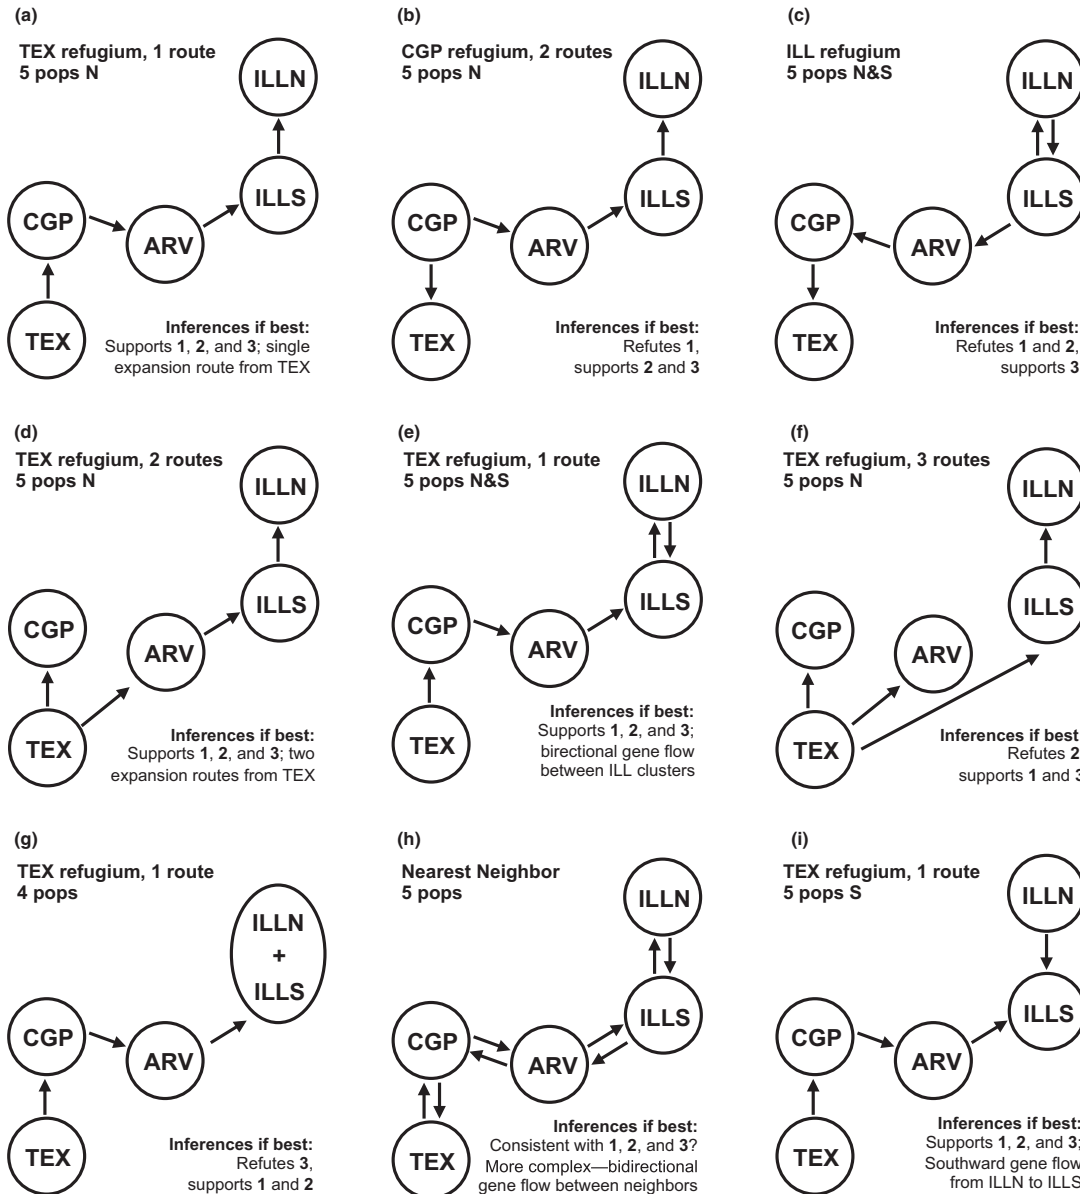 (a)
TEX refugium, 1 route
5 pops N
ILLN
ILLS
CGP
ARV
TEX
Inferences if best:
Supports 1, 2, and 3; single
expansion route from TEX
(b)
CGP refugium, 2 routes
5 pops N
ILLN
ILLS
CGP
ARV
TEX
Inferences if best:
Refutes 1,
supports 2 and 3
(c)
ILL refugium
5 pops N&S
ILLN
ILLS
CGP
ARV
TEX
Inferences if best:
Refutes 1 and 2,
supports 3
(d)
TEX refugium, 2 routes
5 pops N
ILLN
ILLS
CGP
ARV
TEX
Inferences if best:
Supports 1, 2, and 3; two
expansion routes from TEX
(e)
TEX refugium, 1 route
5 pops N&S
ILLN
ILLS
CGP
ARV
TEX
Inferences if best:
Supports 1, 2, and 3;
birectional gene flow
between ILL clusters
(f)
TEX refugium, 3 routes
5 pops N
ILLN
ILLS
CGP
ARV
TEX
Inferences if best
Refutes 2
supports 1 and 3
(g)
TEX refugium, 1 route
4 pops
ILLN
+
ILLS
CGP
ARV
TEX
Inferences if best:
Refutes 3,
supports 1 and 2
(h)
Nearest Neighbor
5 pops
ILLN
ILLS
CGP
ARV
TEX
Inferences if best:
Consistent with 1, 2, and 3?
More complex—bidirectional
gene flow between neighbors
(i)
TEX refugium, 1 route
5 pops S
ILLN
ILLS
CGP
ARV
TEX
Inferences if best:
Supports 1, 2, and 3;
Southward gene flow
from ILLN to ILLS